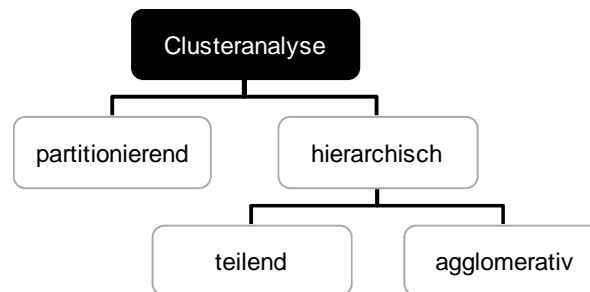 Clusteranalyse
partitionierend
hierarchisch
teilend
agglomerativ